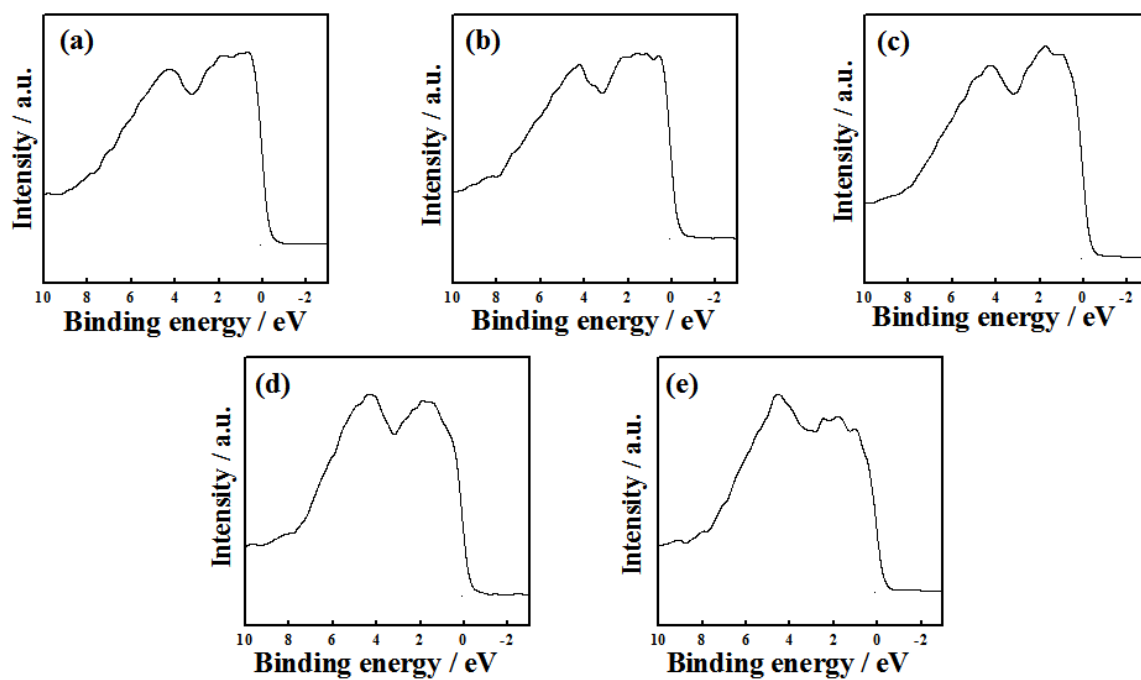 (a)
Intensity / a.u.
10 8 6 4 2 0 -2
Binding energy / eV
(b)
Intensity / a.u.
10 8 6 4 2 0 -2
Binding energy / eV
(c)
Intensity / a.u.
10 8 6 4 2 0 -2
Binding energy / eV
(d)
Intensity / a.u.
10 8 6 4 2 0 -2
Binding energy / eV
(e)
Intensity / a.u.
10 8 6 4 2 0 -2
Binding energy / eV